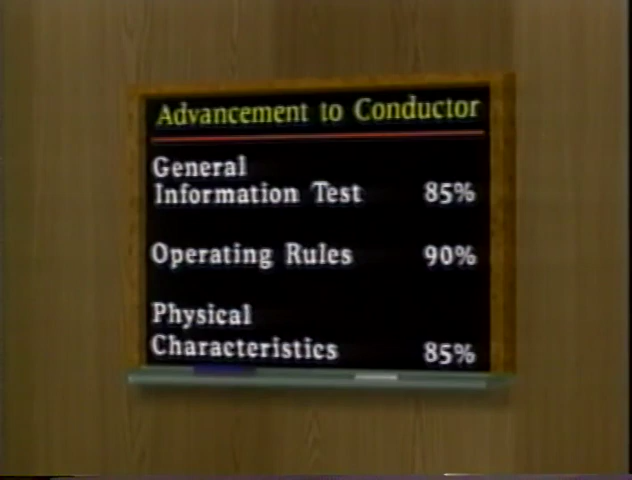 Advancement to Conductor
General
Information Test 85%
Operating Rules 90%
Physical
Characteristics 85%